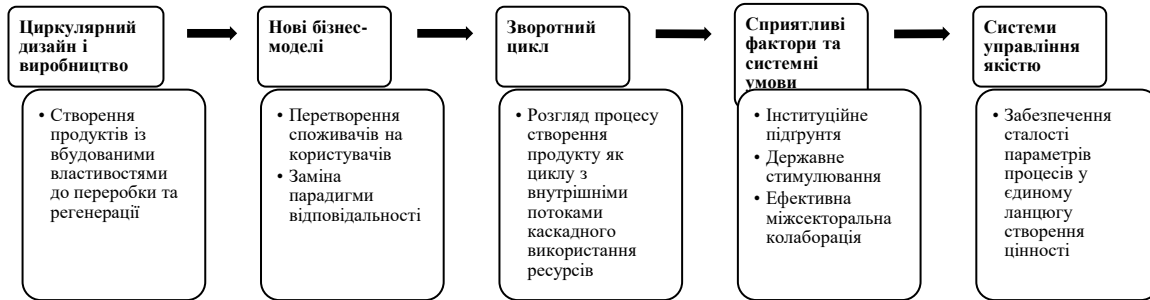 Циркулярний
дизайн і
виробництво
• Створення
продуктів із
вбудованими
властивостями
до переробки та
регенерації
Нові бізнес-
моделі
• Перетворення
споживачів на
користувачів
• Заміна
парадигми
відповідальності
Зворотний
цикл
• Розгляд процесу
створення
продукту як
циклу з
внутрішніми
потоками
каскадного
використання
ресурсів
Сприятливі
фактори та
системні
умови
• Інституційне
підґрунтя
• Державне
стимулювання
• Ефективна
міжсекторальна
колаборація
Системи
управління
якістю
• Забезпечення
сталості
параметрів
процесів у
єдиному
ланцюгу
створення
цінності